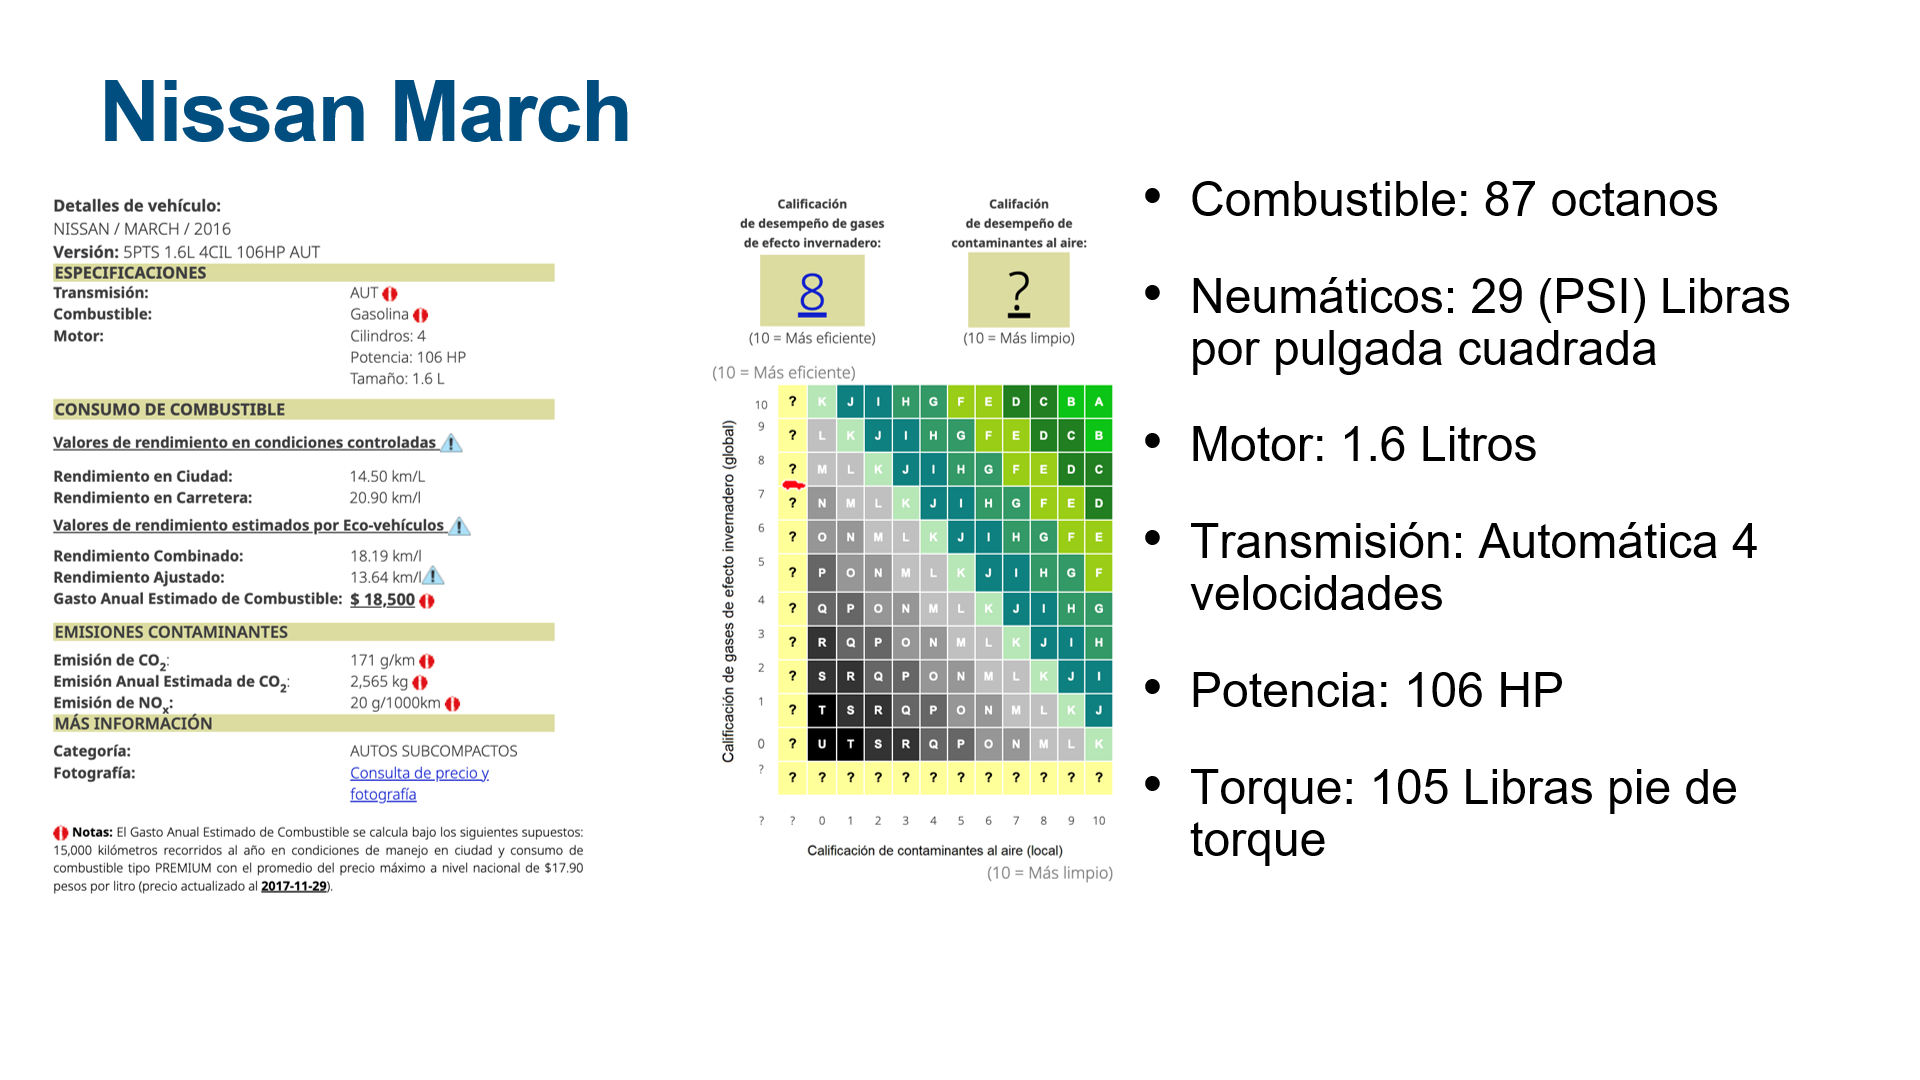 Nissan March
Detalles de vehículo:
NISSAN / MARCH / 2016
Versión: 5PTS 1.6L 4CIL 106HP AUT
ESPECIFICACIONES
Transmisión: AUT
Combustible: Gasolina
Motor: Cilindros: 4
Potencia: 106 HP
Tamaño: 1.6 L
CONSUMO DE COMBUSTIBLE
Valores de rendimiento en condiciones controladas
Rendimiento en Ciudad: 14.50 km/L
Rendimiento en Carretera: 20.90 km/l
Valores de rendimiento estimados por Eco-vehículos
Rendimiento Combinado: 18.19 km/l
Rendimiento Ajustado: 13.64 km/l
Gasto Anual Estimado de Combustible: $ 18,500
EMISIONES CONTAMINANTES
Emisión de CO2: 171 g/km
Emisión Anual Estimada de CO2: 2,565 kg
Emisión de NOx: 20 g/1000km
MÁS INFORMACIÓN
Categoría: AUTOS SUBCOMPACTOS
Fotografía: Consulta de precio y
fotografía
Notas: El Gasto Anual Estimado de Combustible se calcula bajo los siguientes supuestos:
15,000 kilómetros recorridos al año en condiciones de manejo en ciudad y consumo de
combustible tipo PREMIUM con el promedio del precio máximo a nivel nacional de $17.90
pesos por litro (precio actualizado al 2017-11-29).
Calificación
de desempeño de gases
de efecto invernadero:
8
(10 = Más eficiente)
Califación
de desempeño de
contaminantes al aire:
?
(10 = Más limpio)
(10 = Más eficiente)
Calificación de gases de efecto invernadero (global)
10 ? K J I H G F E D C B A
9 ? L K J I H G F E D C B
8 ? M L K J I H G F E D C
7 ? N M L K J I H G F E D
6 ? O N M L K J I H G F E
5 ? P O N M L K J I H G F
4 ? Q P O N M L K J I H G
3 ? R Q P O N M L K J I H
2 ? S R Q P O N M L K J I
1 ? T S R Q P O N M L K J
0 ? U T S R Q P O N M L K
? ? ? ? ? ? ? ? ? ? ? ? ?
? ? 0 1 2 3 4 5 6 7 8 9 10
Calificación de contaminantes al aire (local)
(10 = Más limpio)
• Combustible: 87 octanos
• Neumáticos: 29 (PSI) Libras
por pulgada cuadrada
• Motor: 1.6 Litros
• Transmisión: Automática 4
velocidades
• Potencia: 106 HP
• Torque: 105 Libras pie de
torque